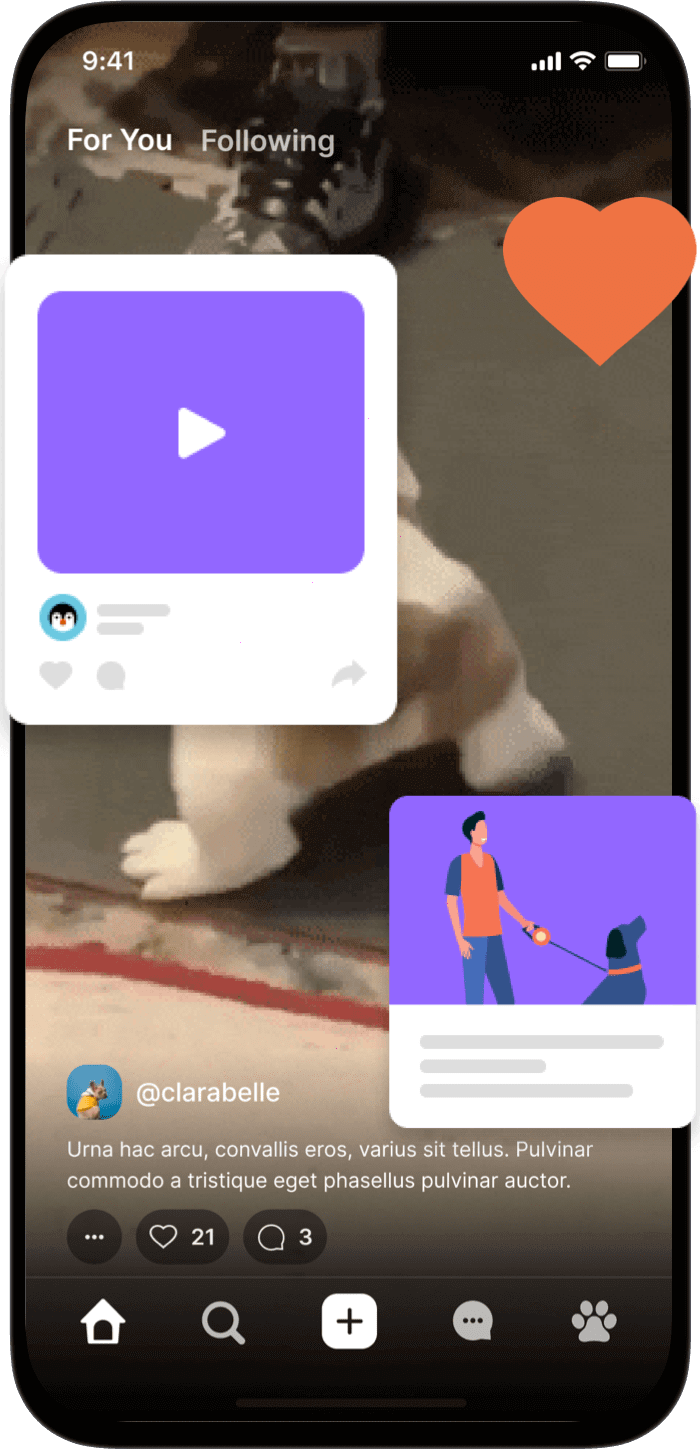 9:41
For You Following
@clarabelle
Urna hac arcu, convallis eros, varius sit tellus. Pulvinar
commodo a tristique eget phasellus pulvinar auctor.
21 3